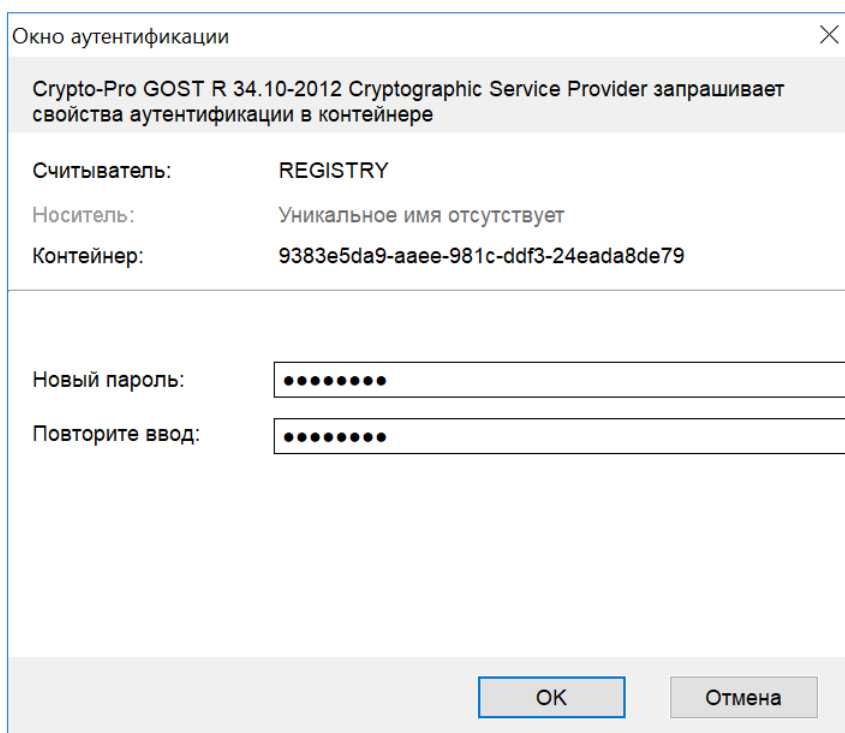 Окно аутентификации
Crypto-Pro GOST R 34.10-2012 Cryptographic Service Provider запрашивает
свойства аутентификации в контейнере
Считыватель: REGISTRY
Носитель: Уникальное имя отсутствует
Контейнер: 9383e5da9-aaee-981c-ddf3-24eada8de79
Новый пароль: ●●●●●●●●
Повторите ввод: ●●●●●●●●
OK Отмена